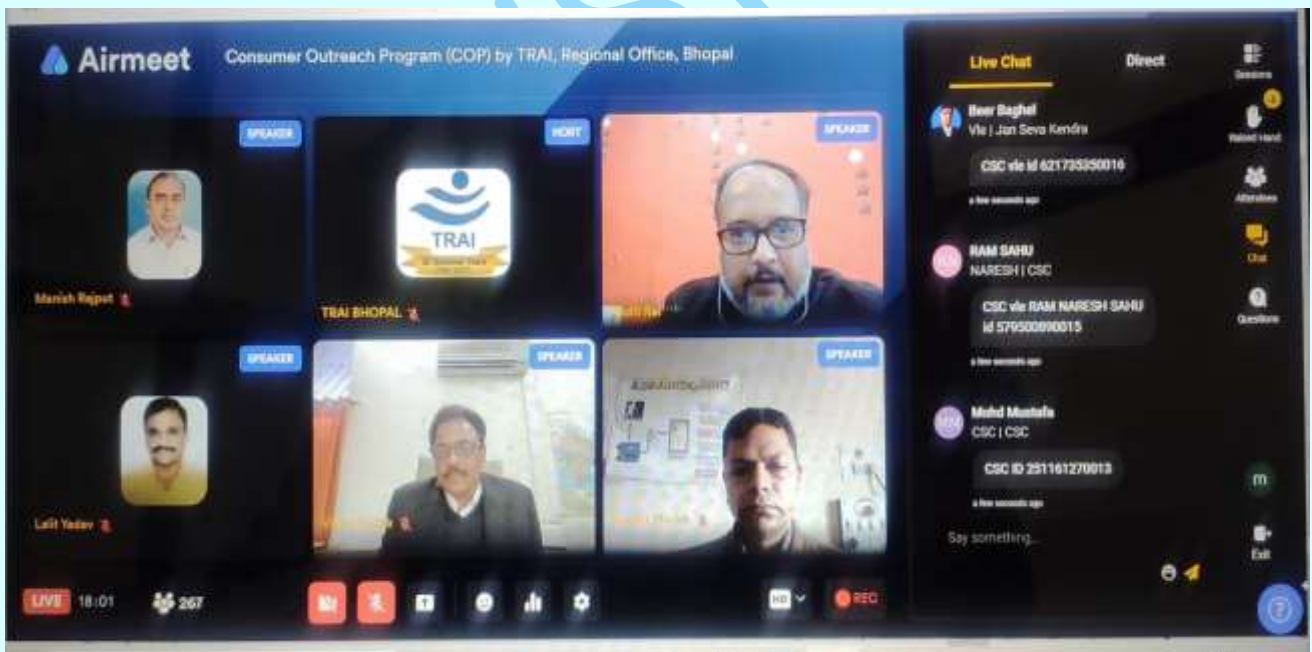 Airmeet
Consumer Outreach Program (COP) by TRAI, Regional Office, Bhopal
SPEAKER
HOST
SPEAKER
TRAI
Manish Rajput
TRAI BHOPAL
SPEAKER
SPEAKER
SPEAKER
Lalit Yadav
LIVE
18:01
267
HD
REC
Live Chat
Direct
Beer Baghel
Vle | Jan Seva Kendra
CSC vle id 621735350016
a few seconds ago
RAM SAHU
NARESH | CSC
CSC vle RAM NARESH SAHU
id 579500890015
a few seconds ago
MM
Mohd Mustafa
CSC | CSC
CSC ID 251161270013
a few seconds ago
Say something...
Sessions
Raised Hand
Attendees
Chat
Questions
m
Exit